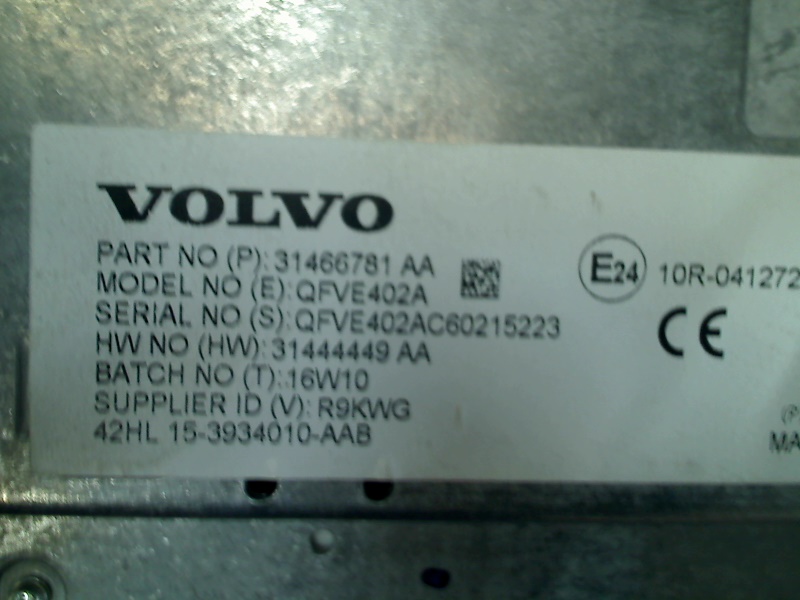 VOLVO
PART NO (P): 31466781 AA
MODEL NO (E): QFVE402A
SERIAL NO (S): QFVE402AC60215223
HW NO (HW): 31444449 AA
BATCH NO (T): 16W10
SUPPLIER ID (V): R9KWG
42HL 15-3934010-AAB
E24 10R-041272
CE
(P)
MA